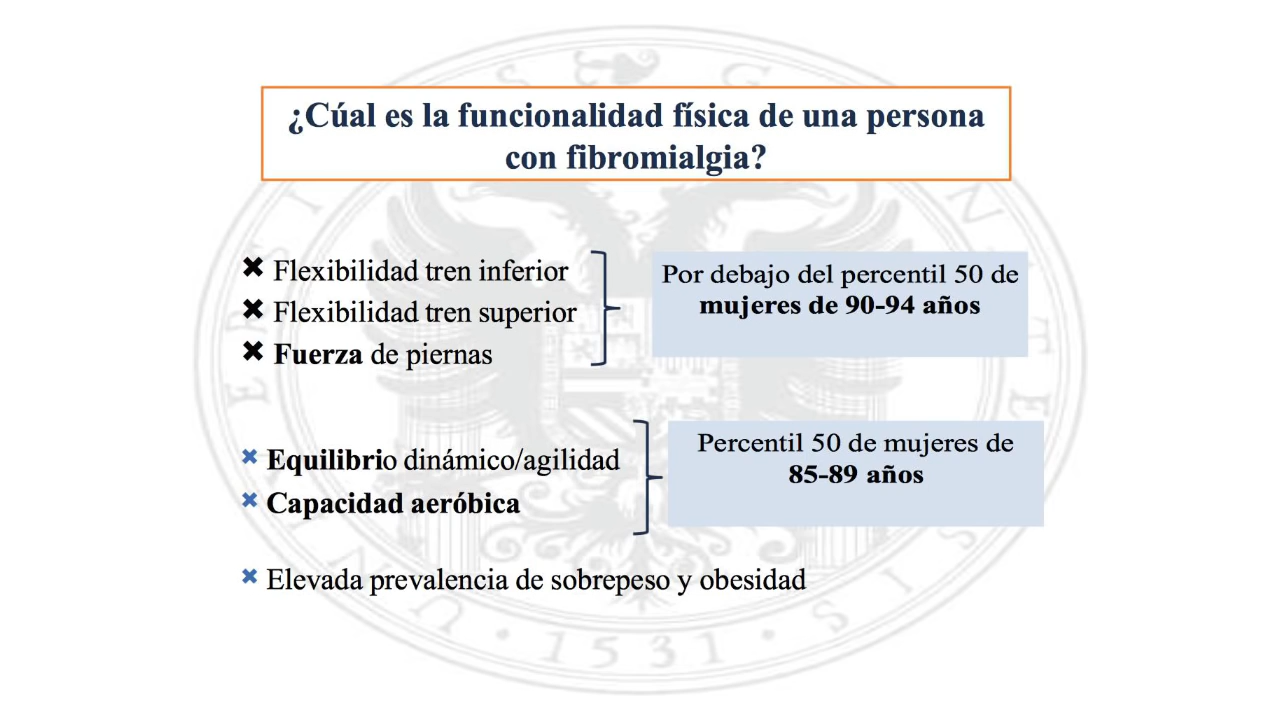 ¿Cúal es la funcionalidad física de una persona
con fibromialgia?
Flexibilidad tren inferior
Flexibilidad tren superior
Fuerza de piernas
Por debajo del percentil 50 de
mujeres de 90-94 años
Equilibrio dinámico/agilidad
Capacidad aeróbica
Percentil 50 de mujeres de
85-89 años
Elevada prevalencia de sobrepeso y obesidad
1531